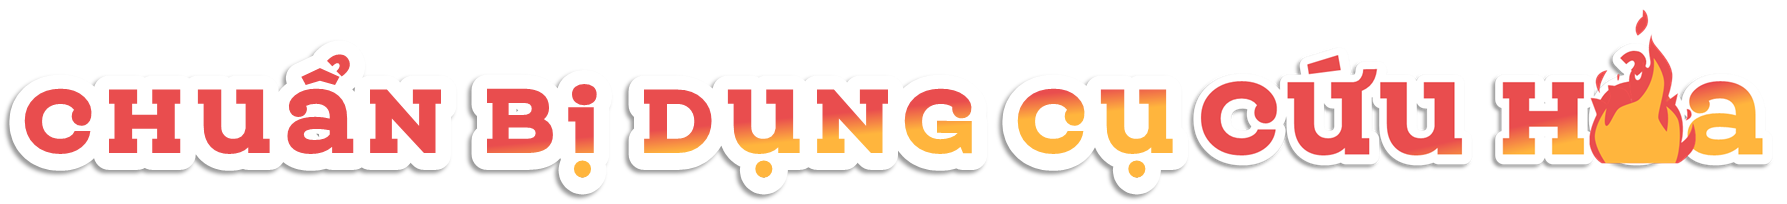 CHUẨN BỊ DỤNG CỤ CỨU HỎA